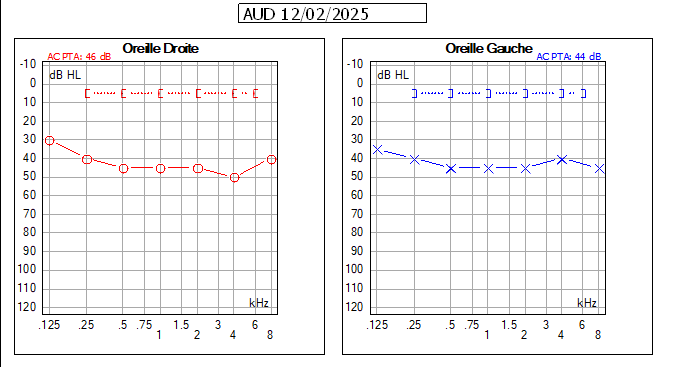 AUD 12/02/2025
Oreille Droite
AC PTA: 46 dB
dB HL
-10
0
10
20
30
40
50
60
70
80
90
100
110
120
kHz
.125 .25 .5 .75 1 1.5 2 3 4 6 8
Oreille Gauche
AC PTA: 44 dB
dB HL
-10
0
10
20
30
40
50
60
70
80
90
100
110
120
kHz
.125 .25 .5 .75 1 1.5 2 3 4 6 8